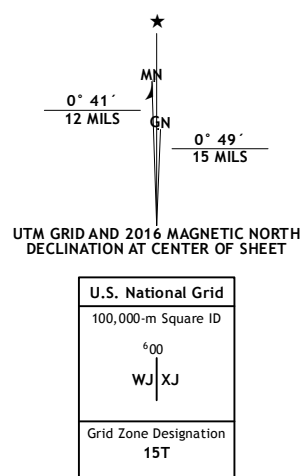 ★
MN
0° 41´
12 MILS
GN
0° 49´
15 MILS
UTM GRID AND 2016 MAGNETIC NORTH
DECLINATION AT CENTER OF SHEET
U.S. National Grid
100,000-m Square ID
⁶00
WJ XJ
Grid Zone Designation
15T